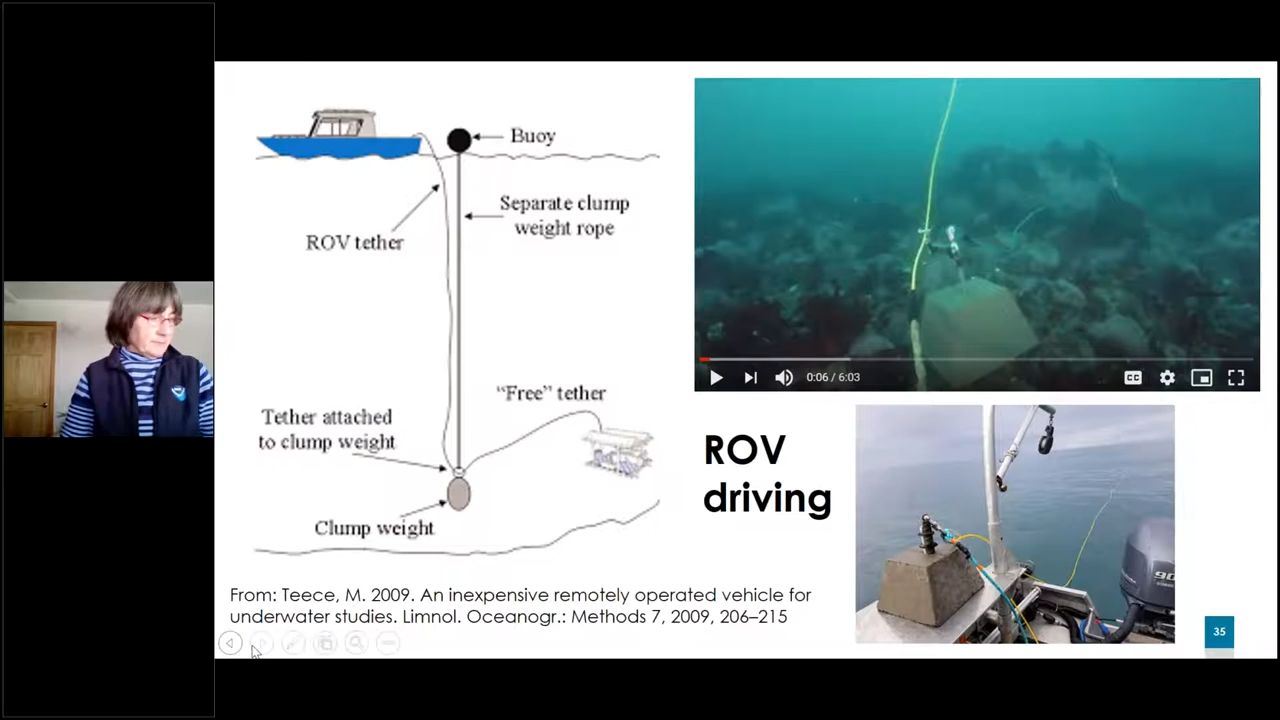 Buoy
Separate clump
weight rope
ROV tether
"Free" tether
Tether attached
to clump weight
Clump weight
0:06 / 6:03
CC
ROV
driving
90
From: Teece, M. 2009. An inexpensive remotely operated vehicle for
underwater studies. Limnol. Oceanogr.: Methods 7, 2009, 206–215
35